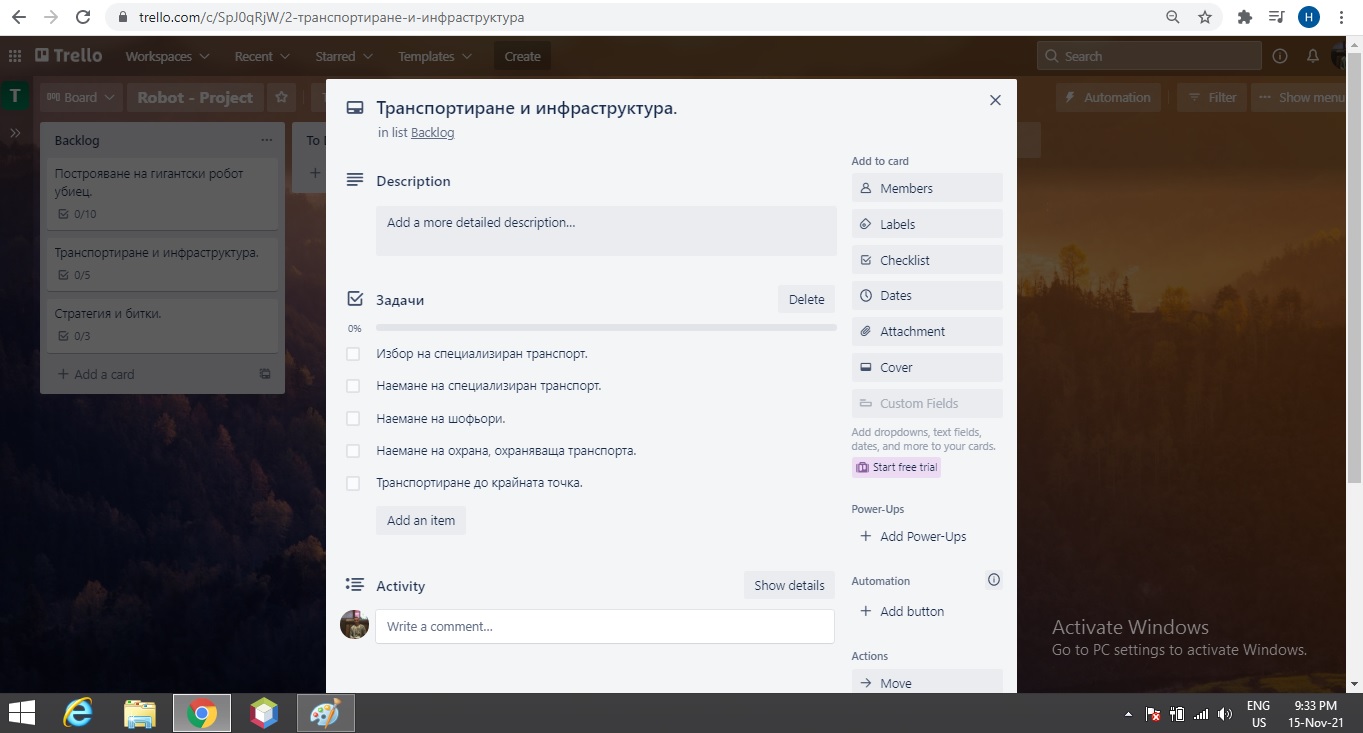 trello.com/c/SpJ0qRjW/2-транспортиране-и-инфраструктура
H
Trello
Workspaces
Recent
Starred
Templates
Create
Search
T
Board
Robot - Project
Automation
Filter
Show menu
Backlog
Построяване на гигантски робот
убиец.
0/10
Транспортиране и инфраструктура.
0/5
Стратегия и битки.
0/3
+ Add a card
To
Транспортиране и инфраструктура.
in list Backlog
Description
Add a more detailed description...
Задачи
Delete
0%
Избор на специализиран транспорт.
Наемане на специализиран транспорт.
Наемане на шофьори.
Наемане на охрана, охраняваща транспорта.
Транспортиране до крайната точка.
Add an item
Activity
Show details
Write a comment...
Add to card
Members
Labels
Checklist
Dates
Attachment
Cover
Custom Fields
Add dropdowns, text fields,
dates, and more to your cards.
Start free trial
Power-Ups
+ Add Power-Ups
Automation
+ Add button
Actions
Move
Activate Windows
Go to PC settings to activate Windows.
ENG
US
9:33 PM
15-Nov-21